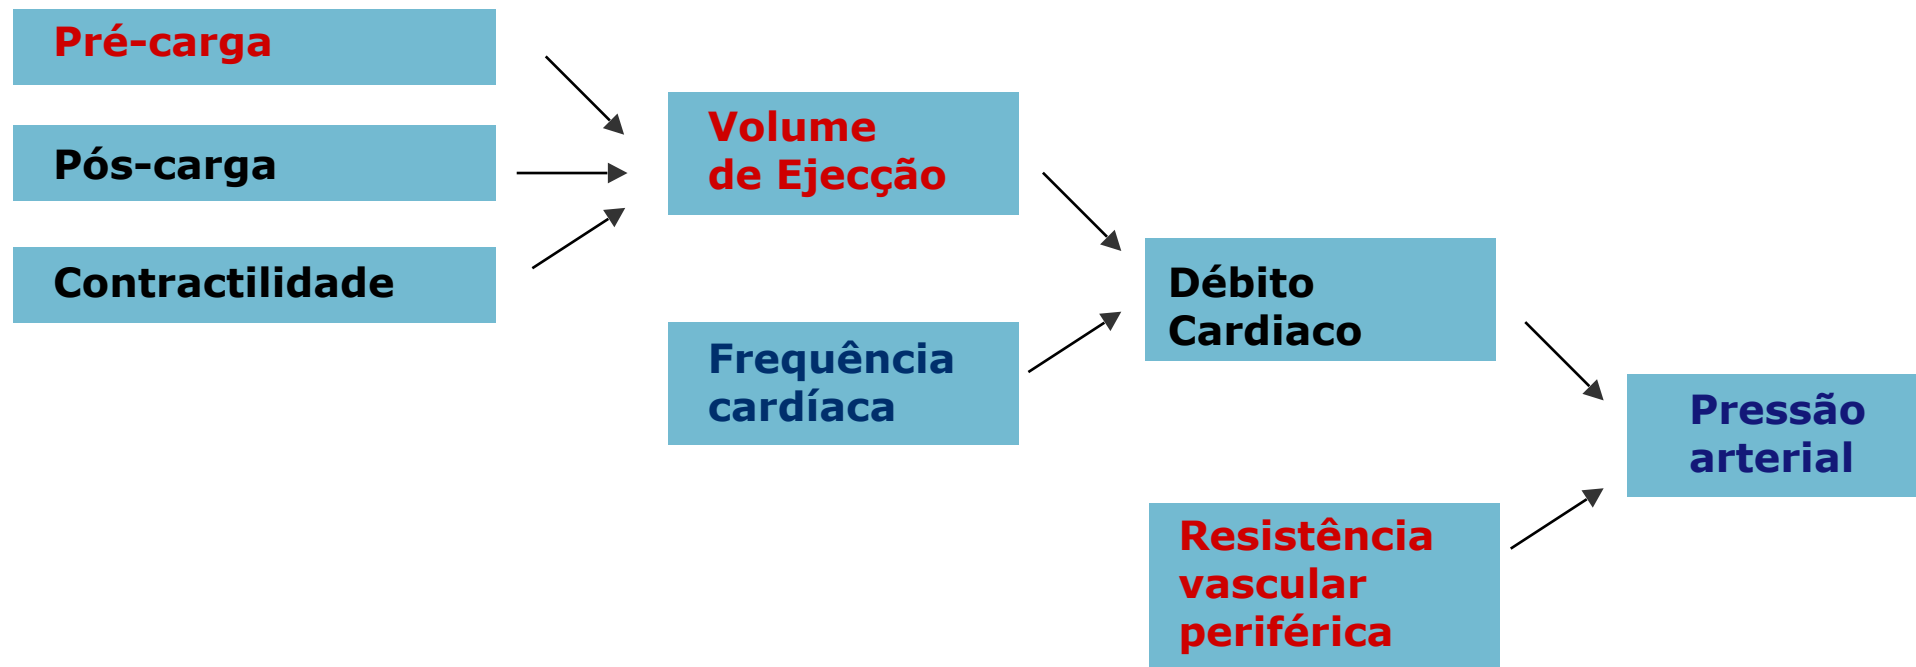 Pré-carga
Pós-carga
Contractilidade
Volume
de Ejecção
Frequência
cardíaca
Débito
Cardiaco
Resistência
vascular
periférica
Pressão
arterial